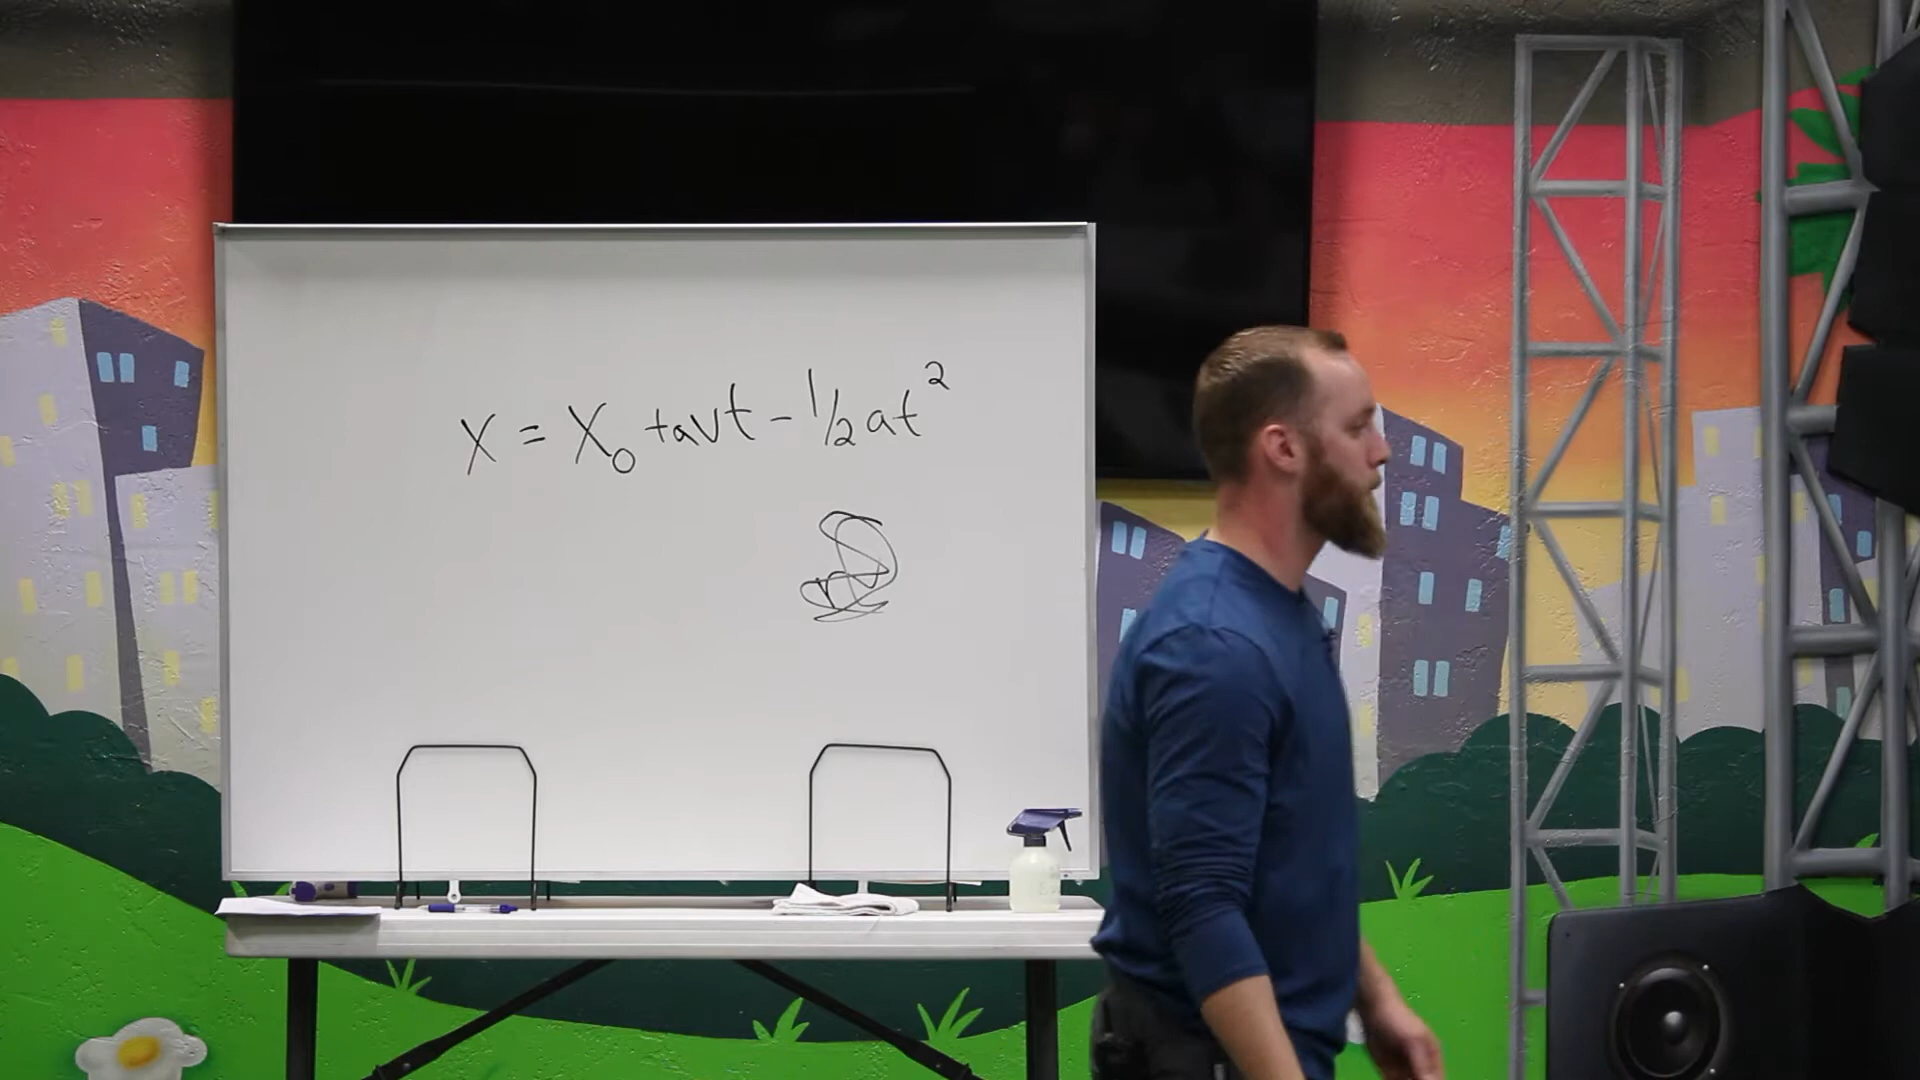 X = X₀ +avt - 1/2 at²